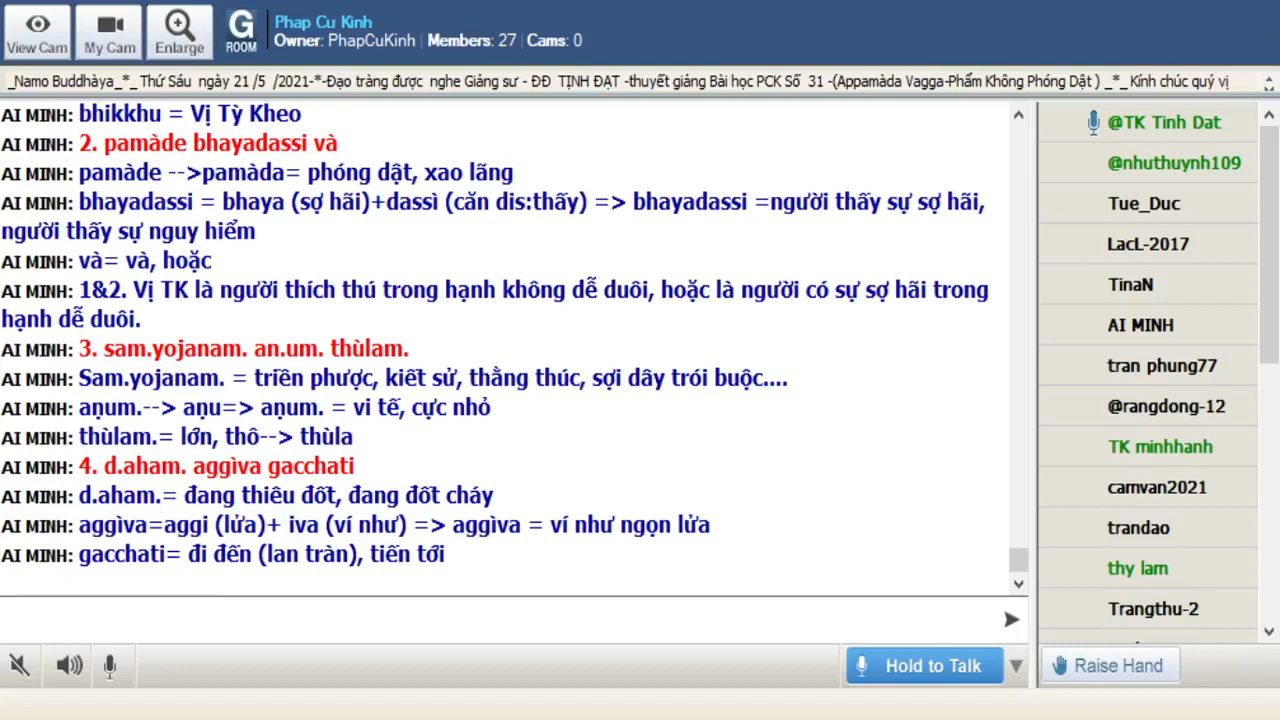 View Cam
My Cam
Enlarge
G
ROOM
Phap Cu Kinh
Owner: PhapCuKinh | Members: 27 | Cams: 0
_Namo Buddhàya_*_ Thứ Sáu ngày 21 /5 /2021-*-Đạo tràng được nghe Giảng sư - ĐĐ TỊNH ĐẠT -thuyết giảng Bài học PCK Số 31 -(Appamàda Vagga-Phẩm Không Phóng Dật ) _*_ Kính chúc quý vị
AI MINH: bhikkhu = Vị Tỳ Kheo
AI MINH: 2. pamàde bhayadassi và
AI MINH: pamàde -->pamàda= phóng dật, xao lãng
AI MINH: bhayadassi = bhaya (sợ hãi)+dassì (căn dis:thấy) => bhayadassi =người thấy sự sợ hãi,
người thấy sự nguy hiểm
AI MINH: và= và, hoặc
AI MINH: 1&2. Vị TK là người thích thú trong hạnh không dễ duôi, hoặc là người có sự sợ hãi trong
hạnh dễ duôi.
AI MINH: 3. sam.yojanam. an.um. thùlam.
AI MINH: Sam.yojanam. = triền phược, kiết sử, thằng thúc, sợi dây trói buộc....
AI MINH: aṇum.--> aṇu=> aṇum. = vi tế, cực nhỏ
AI MINH: thùlam.= lớn, thô--> thùla
AI MINH: 4. d.aham. aggìva gacchati
AI MINH: d.aham.= đang thiêu đốt, đang đốt cháy
AI MINH: aggìva=aggi (lửa)+ iva (ví như) => aggìva = ví như ngọn lửa
AI MINH: gacchati= đi đến (lan tràn), tiến tới
@TK Tinh Dat
@nhuthuynh109
Tue_Duc
LacL-2017
TinaN
AI MINH
tran phung77
@rangdong-12
TK minhhanh
camvan2021
trandao
thy lam
Trangthu-2
Hold to Talk
Raise Hand